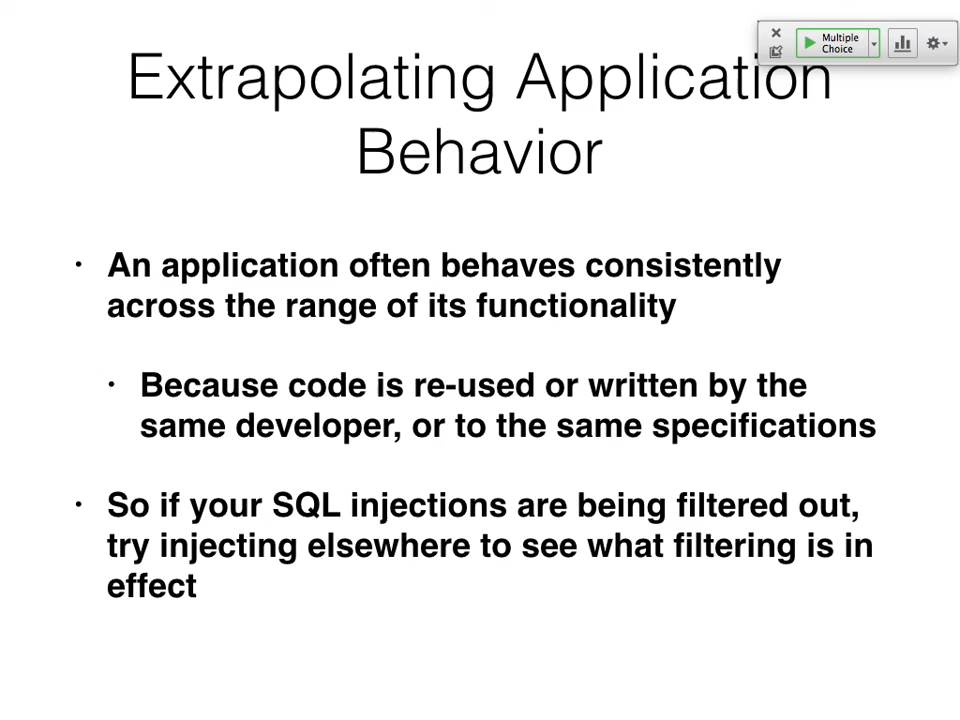 Multiple
Choice
Extrapolating Application
Behavior
• An application often behaves consistently
across the range of its functionality
• Because code is re-used or written by the
same developer, or to the same specifications
• So if your SQL injections are being filtered out,
try injecting elsewhere to see what filtering is in
effect